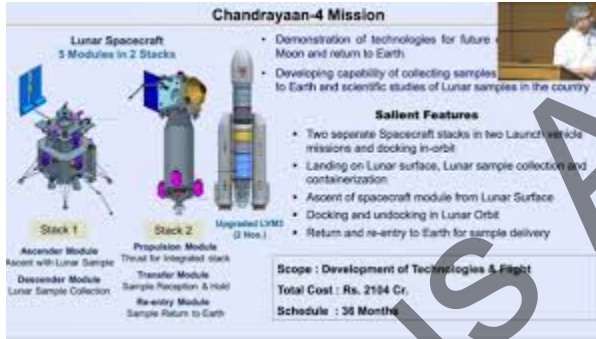 Chandrayaan-4 Mission
Lunar Spacecraft
5 Modules in 2 Stacks
• Demonstration of technologies for future
Moon and return to Earth.
• Developing capability of collecting samples
to Earth and scientific studies of Lunar samples in the country
Salient Features
• Two separate Spacecraft stacks in two Launch vehicle
missions and docking in-orbit
• Landing on Lunar surface, Lunar sample collection and
containerization
• Ascent of spacecraft module from Lunar Surface
• Docking and undocking in Lunar Orbit
• Return and re-entry to Earth for sample delivery
Stack 1
Ascender Module
Ascent with Lunar Sample
Descender Module
Lunar Sample Collection
Stack 2
Propulsion Module
Thrust for Integrated stack
Transfer Module
Sample Reception & Hold
Re-entry Module
Sample Return to Earth
Upgraded LVM3
(2 Nos.)
Scope : Development of Technologies & Flight
Total Cost : Rs. 2104 Cr.
Schedule : 36 Months
IS A